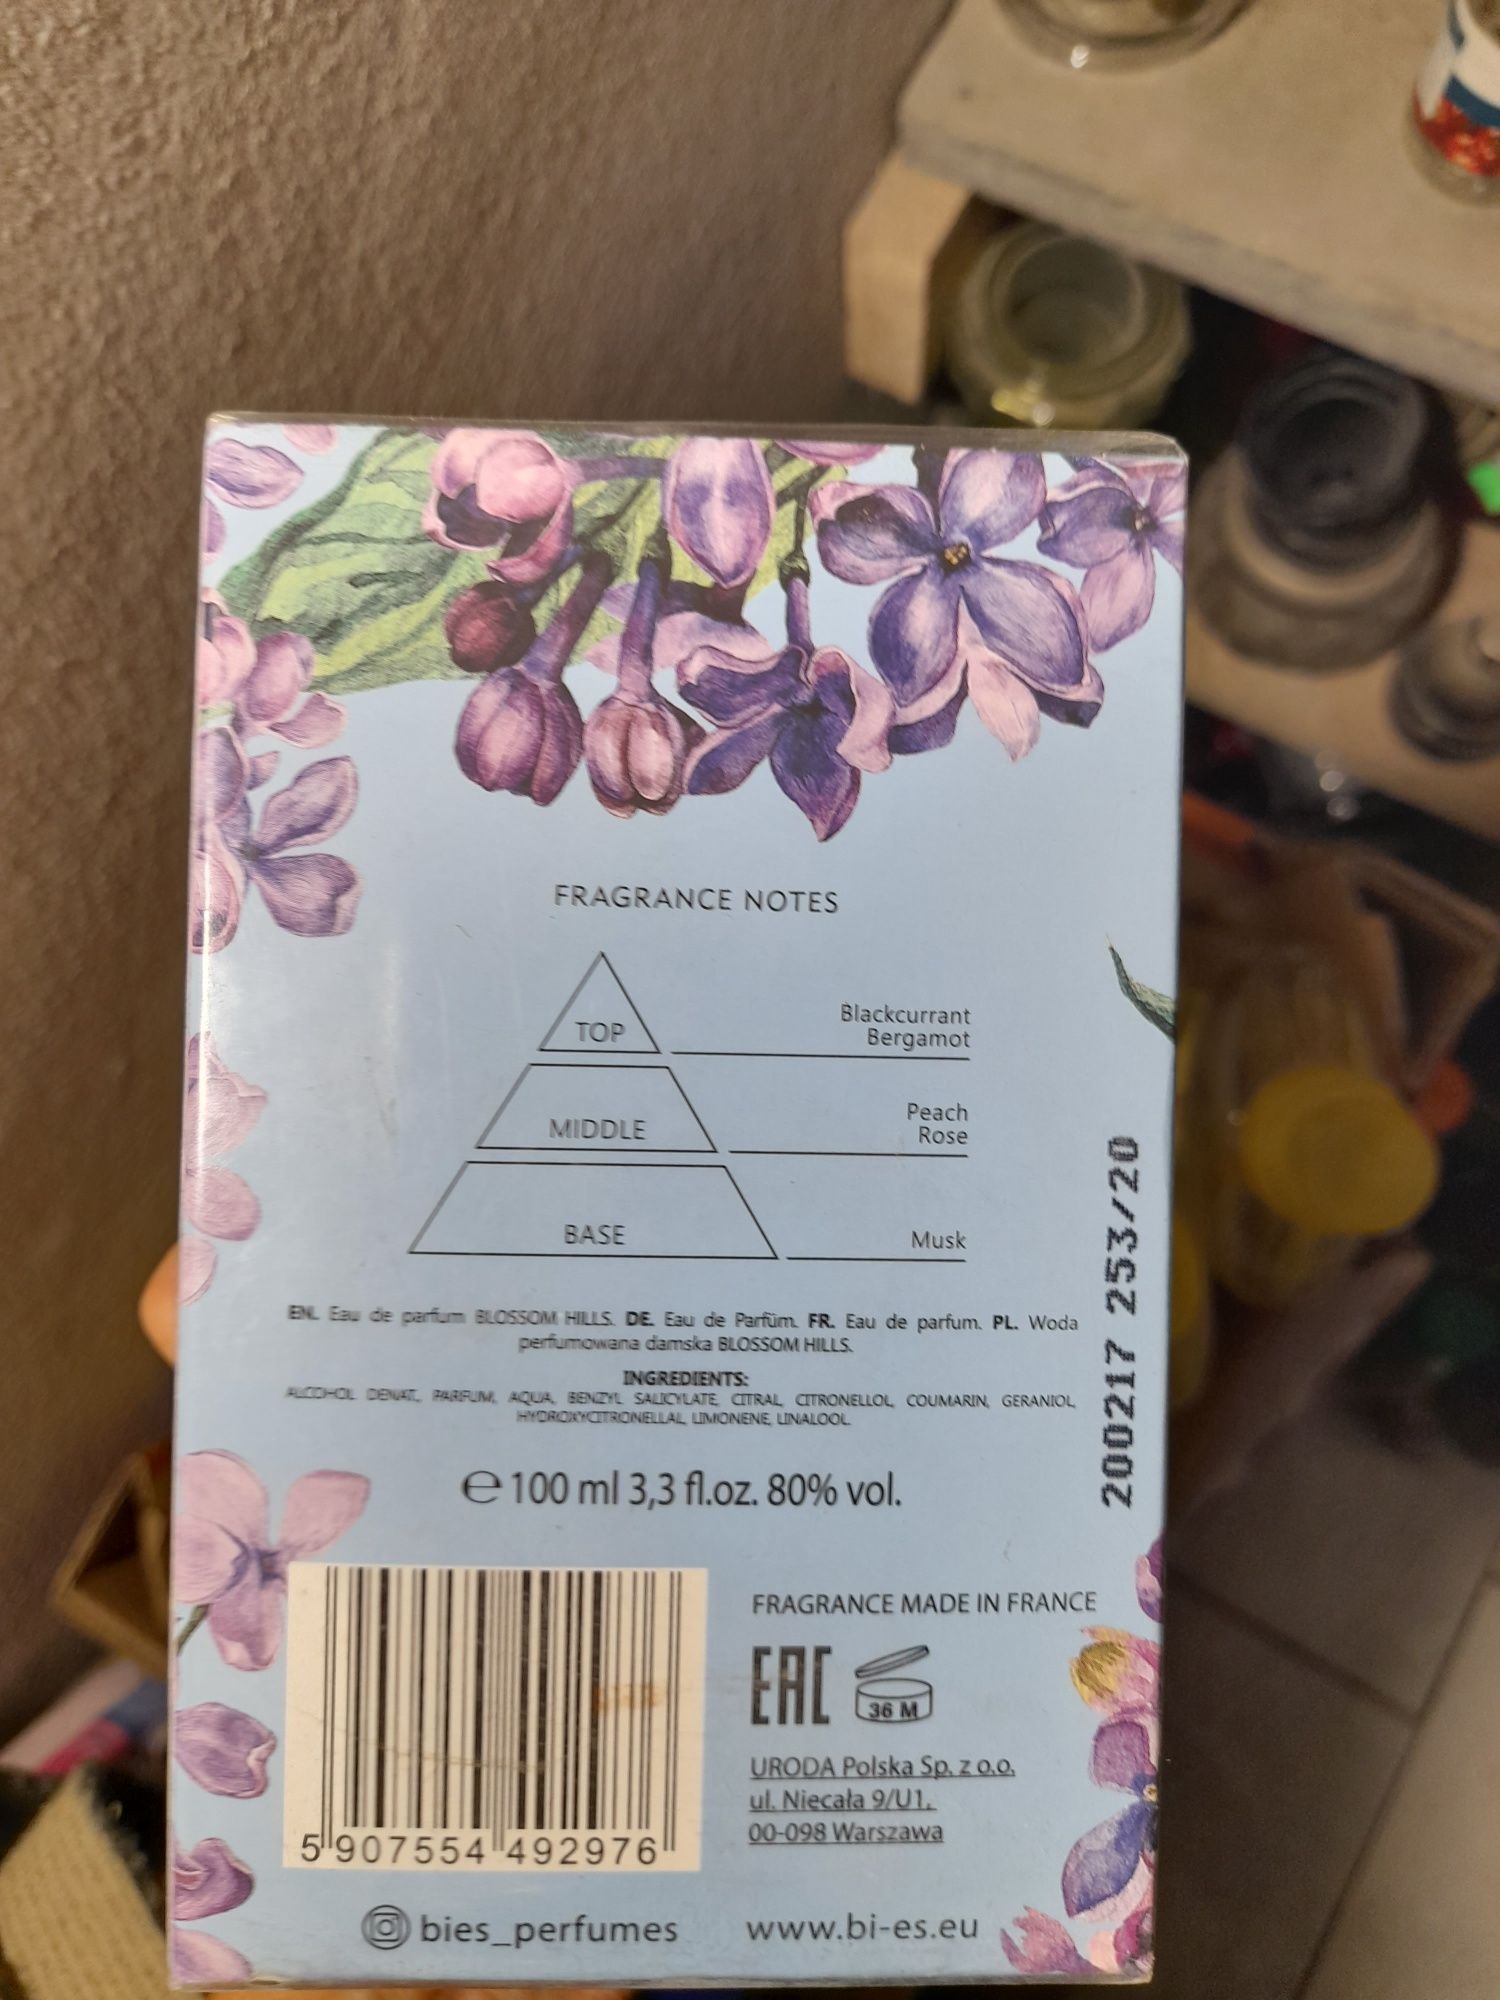 FRAGRANCE NOTES
TOP
Blackcurrant
Bergamot
MIDDLE
Peach
Rose
BASE
Musk
EN. Eau de parfum BLOSSOM HILLS. DE. Eau de Parfüm. FR. Eau de parfum. PL. Woda
perfumowana damska BLOSSOM HILLS.
INGREDIENTS:
ALCOHOL DENAT., PARFUM, AQUA, BENZYL SALICYLATE, CITRAL, CITRONELLOL, COUMARIN, GERANIOL,
HYDROXYCITRONELLAL, LIMONENE, LINALOOL.
℮ 100 ml 3,3 fl.oz. 80% vol.
200217 253/20
FRAGRANCE MADE IN FRANCE
EAC
36 M
URODA Polska Sp. z o.o.
ul. Niecała 9/U1,
00-098 Warszawa
5 907554 492976
bies_perfumes
www.bi-es.eu